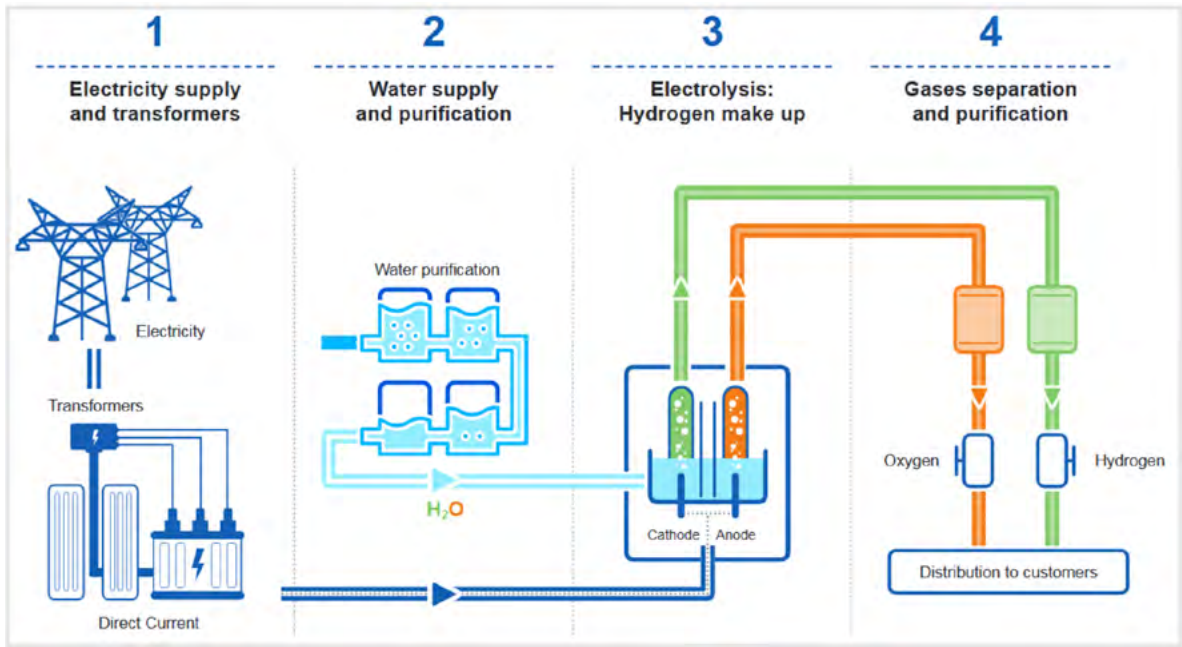 1
Electricity supply
and transformers
Electricity
Transformers
Direct Current
2
Water supply
and purification
Water purification
H₂O
3
Electrolysis:
Hydrogen make up
Cathode
Anode
4
Gases separation
and purification
Oxygen
Hydrogen
Distribution to customers